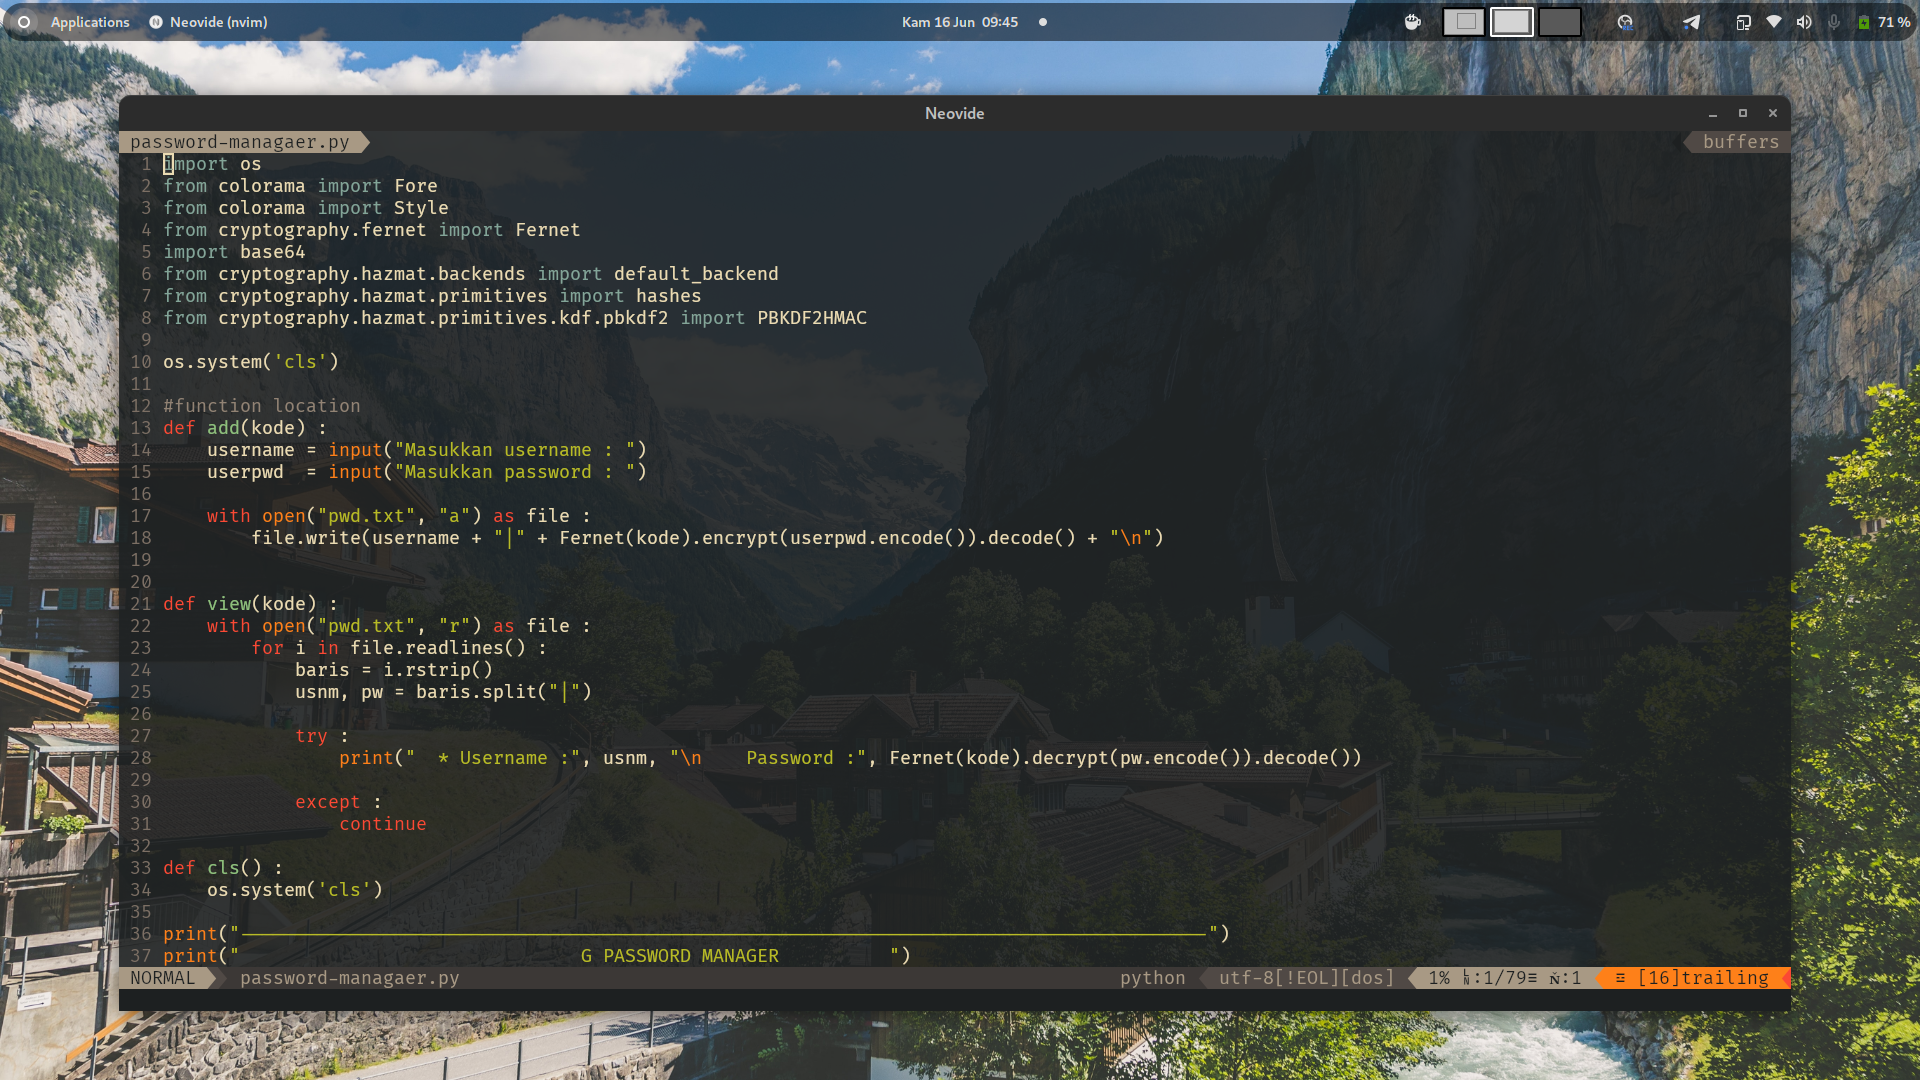 Applications Neovide (nvim) Kam 16 Jun 09:45 71 %
Neovide
password-managaer.py buffers
1 import os
2 from colorama import Fore
3 from colorama import Style
4 from cryptography.fernet import Fernet
5 import base64
6 from cryptography.hazmat.backends import default_backend
7 from cryptography.hazmat.primitives import hashes
8 from cryptography.hazmat.primitives.kdf.pbkdf2 import PBKDF2HMAC
9
10 os.system('cls')
11
12 #function location
13 def add(kode) :
14     username = input("Masukkan username : ")
15     userpwd  = input("Masukkan password : ")
16
17     with open("pwd.txt", "a") as file :
18         file.write(username + "|" + Fernet(kode).encrypt(userpwd.encode()).decode() + "\n")
19
20
21 def view(kode) :
22     with open("pwd.txt", "r") as file :
23         for i in file.readlines() :
24             baris = i.rstrip()
25             usnm, pw = baris.split("|")
26
27             try :
28                 print("  * Username :", usnm, "\n    Password :", Fernet(kode).decrypt(pw.encode()).decode())
29
30             except :
31                 continue
32
33 def cls() :
34     os.system('cls')
35
36 print("────────────────────────────────────────────────────────────────────────────────────────")
37 print("                               G PASSWORD MANAGER          ")
NORMAL password-managaer.py python utf-8[!EOL][dos] 1% ㏑:1/79≡ ℅:1 ☲ [16]trailing